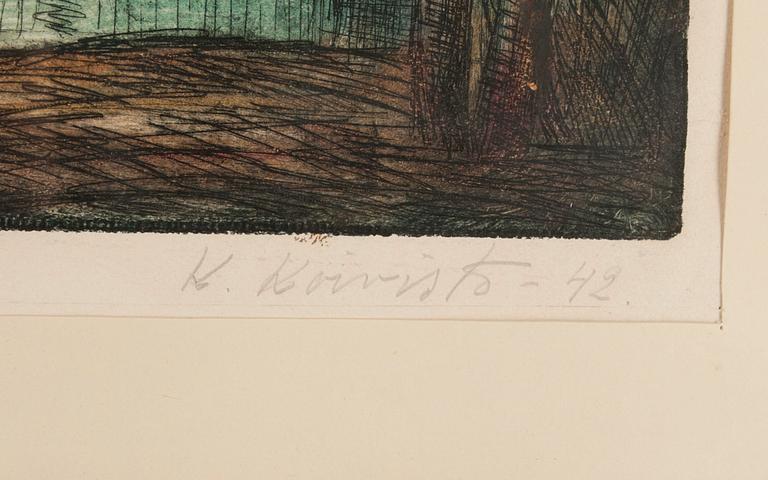 K. Koivisto - 42.